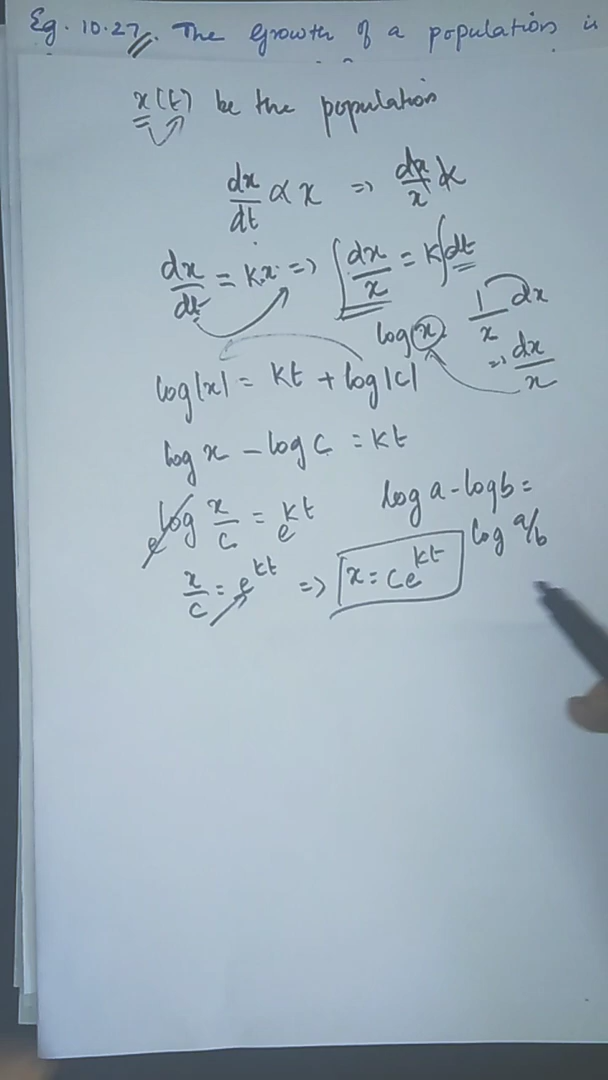 Eg. 10.27. The Growth of a population is
x(t) be the population
dx/dt ∝ x => dx/x k
dx/dt = kx => ∫ dx/x = k∫dt
1/x dx
log x
=> dx/x
log|x| = kt + log|c|
log x - log c = kt
log a - log b =
log a/b
e^log x/c = e^kt
x/c = e^kt => x = ce^kt